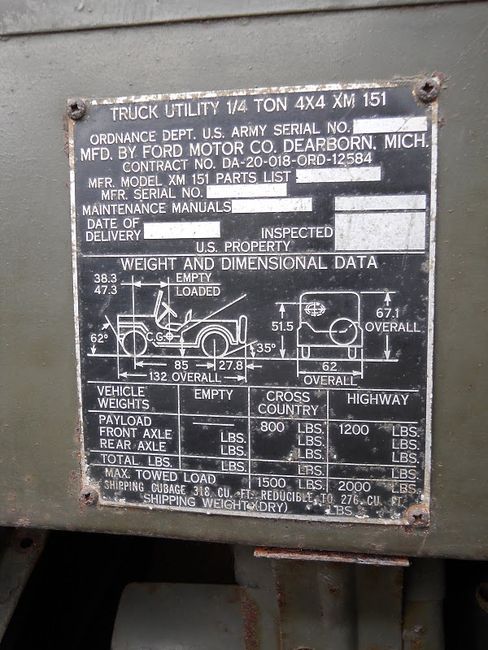 TRUCK UTILITY 1/4 TON 4X4 XM 151
ORDNANCE DEPT. U.S. ARMY SERIAL NO.
MFD. BY FORD MOTOR CO. DEARBORN, MICH.
CONTRACT NO. DA-20-018-ORD-12584
MFR. MODEL XM 151 PARTS LIST
MFR. SERIAL NO.
MAINTENANCE MANUALS
DATE OF
DELIVERY
INSPECTED
U.S. PROPERTY
WEIGHT AND DIMENSIONAL DATA
38.3 EMPTY
47.3 LOADED
62°
C.G.
35°
85
27.8
132 OVERALL
51.5
67.1
OVERALL
62
OVERALL
VEHICLE WEIGHTS EMPTY CROSS COUNTRY HIGHWAY
PAYLOAD 800 LBS. 1200 LBS.
FRONT AXLE LBS. LBS. LBS.
REAR AXLE LBS. LBS. LBS.
TOTAL LBS. LBS. LBS. LBS.
MAX. TOWED LOAD 1500 LBS. 2000 LBS.
SHIPPING CUBAGE 318 CU. FT. REDUCIBLE TO 276 CU. FT.
SHIPPING WEIGHT (DRY) LBS.